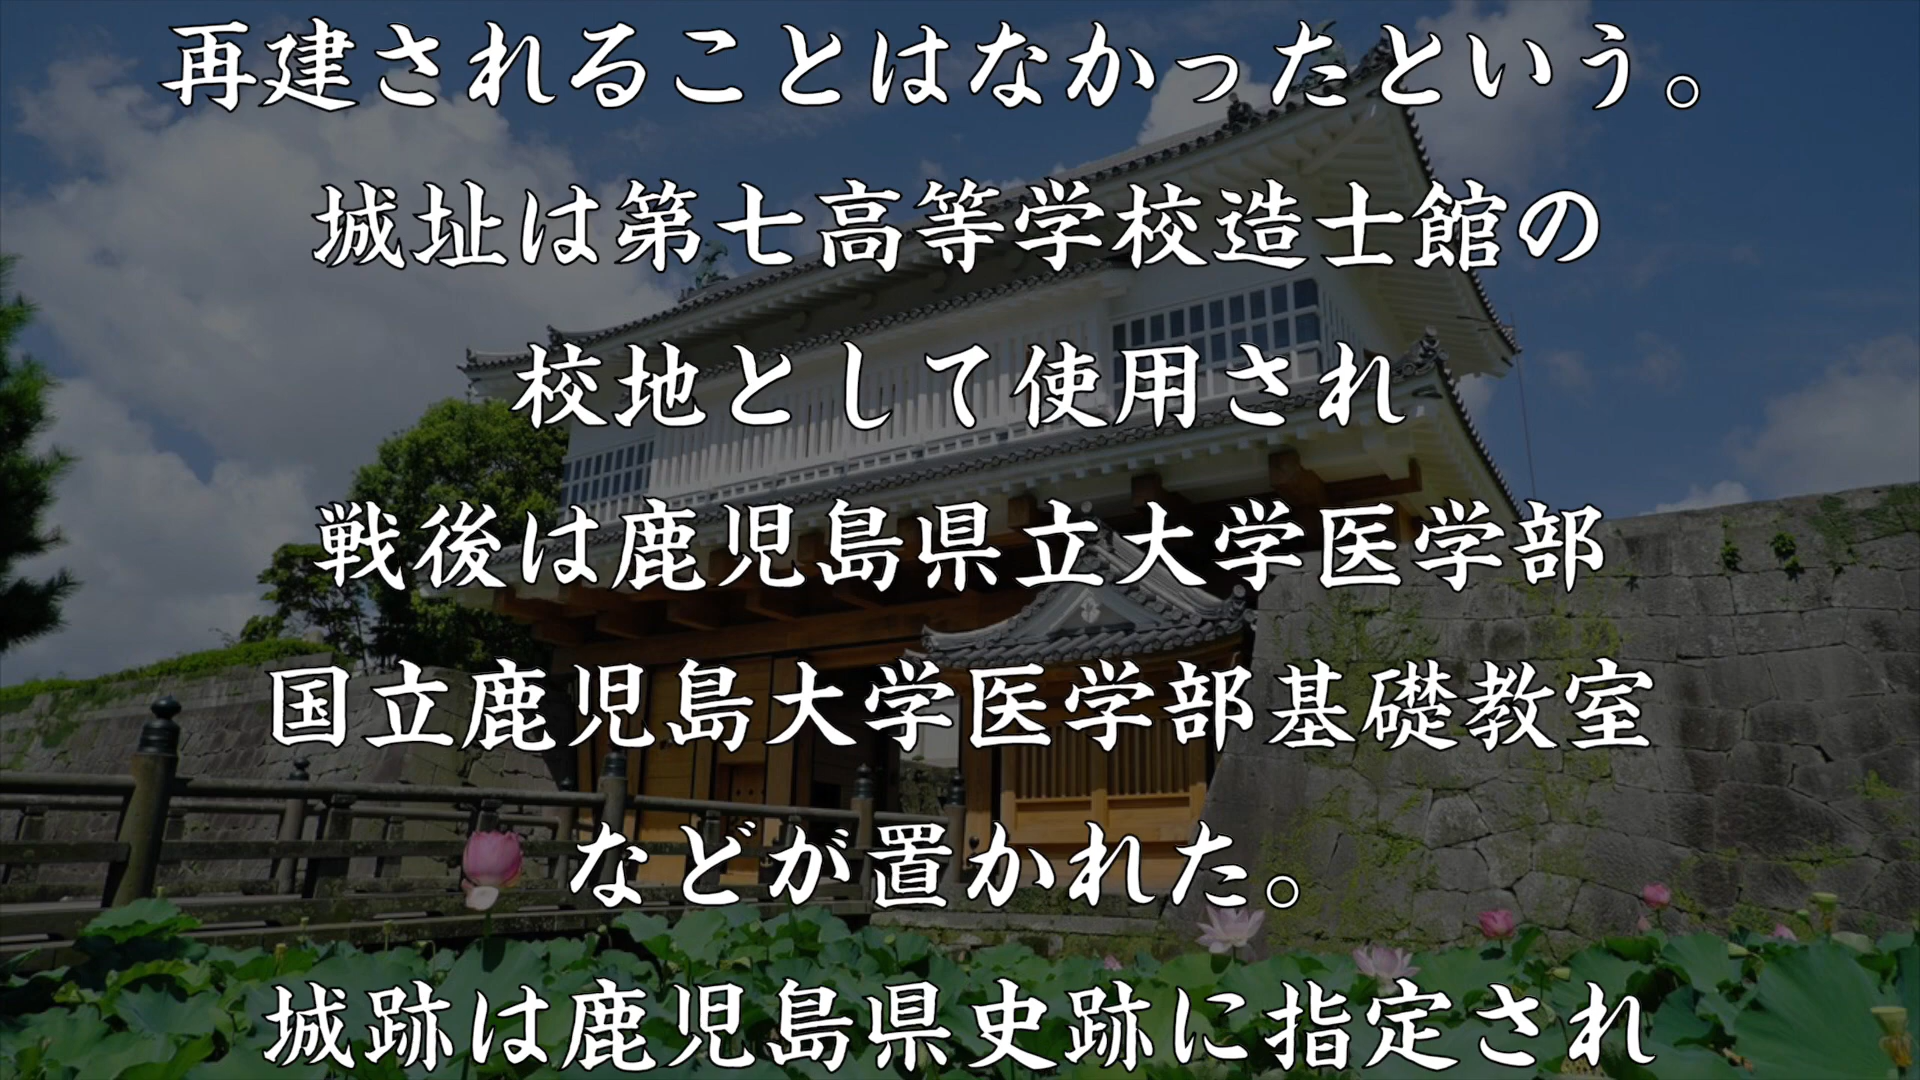 再建されることはなかったという。
城址は第七高等学校造士館の
校地として使用され
戦後は鹿児島県立大学医学部
国立鹿児島大学医学部基礎教室
などが置かれた。
城跡は鹿児島県史跡に指定され